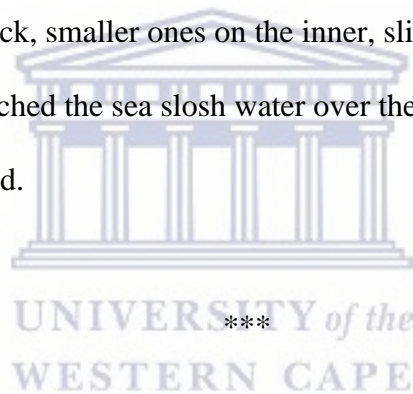 ck, smaller ones on the inner, sli
ched the sea slosh water over the
d.
***
UNIVERSITY of the
WESTERN CAPE